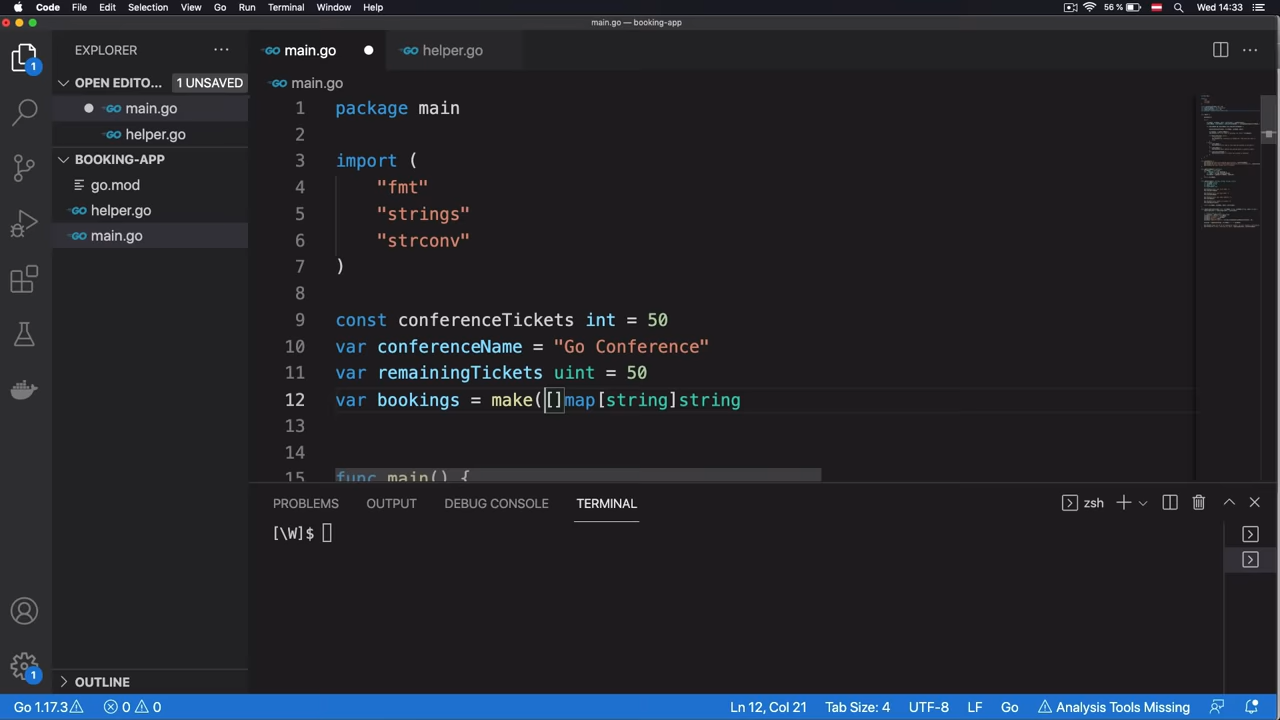 Code File Edit Selection View Go Run Terminal Window Help 56 % Wed 14:33
main.go — booking-app
EXPLORER ···
main.go helper.go
OPEN EDITO... 1 UNSAVED
main.go
helper.go
BOOKING-APP
go.mod
helper.go
main.go
OUTLINE
main.go
1 package main
2
3 import (
4 "fmt"
5 "strings"
6 "strconv"
7 )
8
9 const conferenceTickets int = 50
10 var conferenceName = "Go Conference"
11 var remainingTickets uint = 50
12 var bookings = make([]map[string]string
13
14
15 func main() {
PROBLEMS OUTPUT DEBUG CONSOLE TERMINAL zsh
[\W]$
1
1
Go 1.17.3 0 0 Ln 12, Col 21 Tab Size: 4 UTF-8 LF Go Analysis Tools Missing